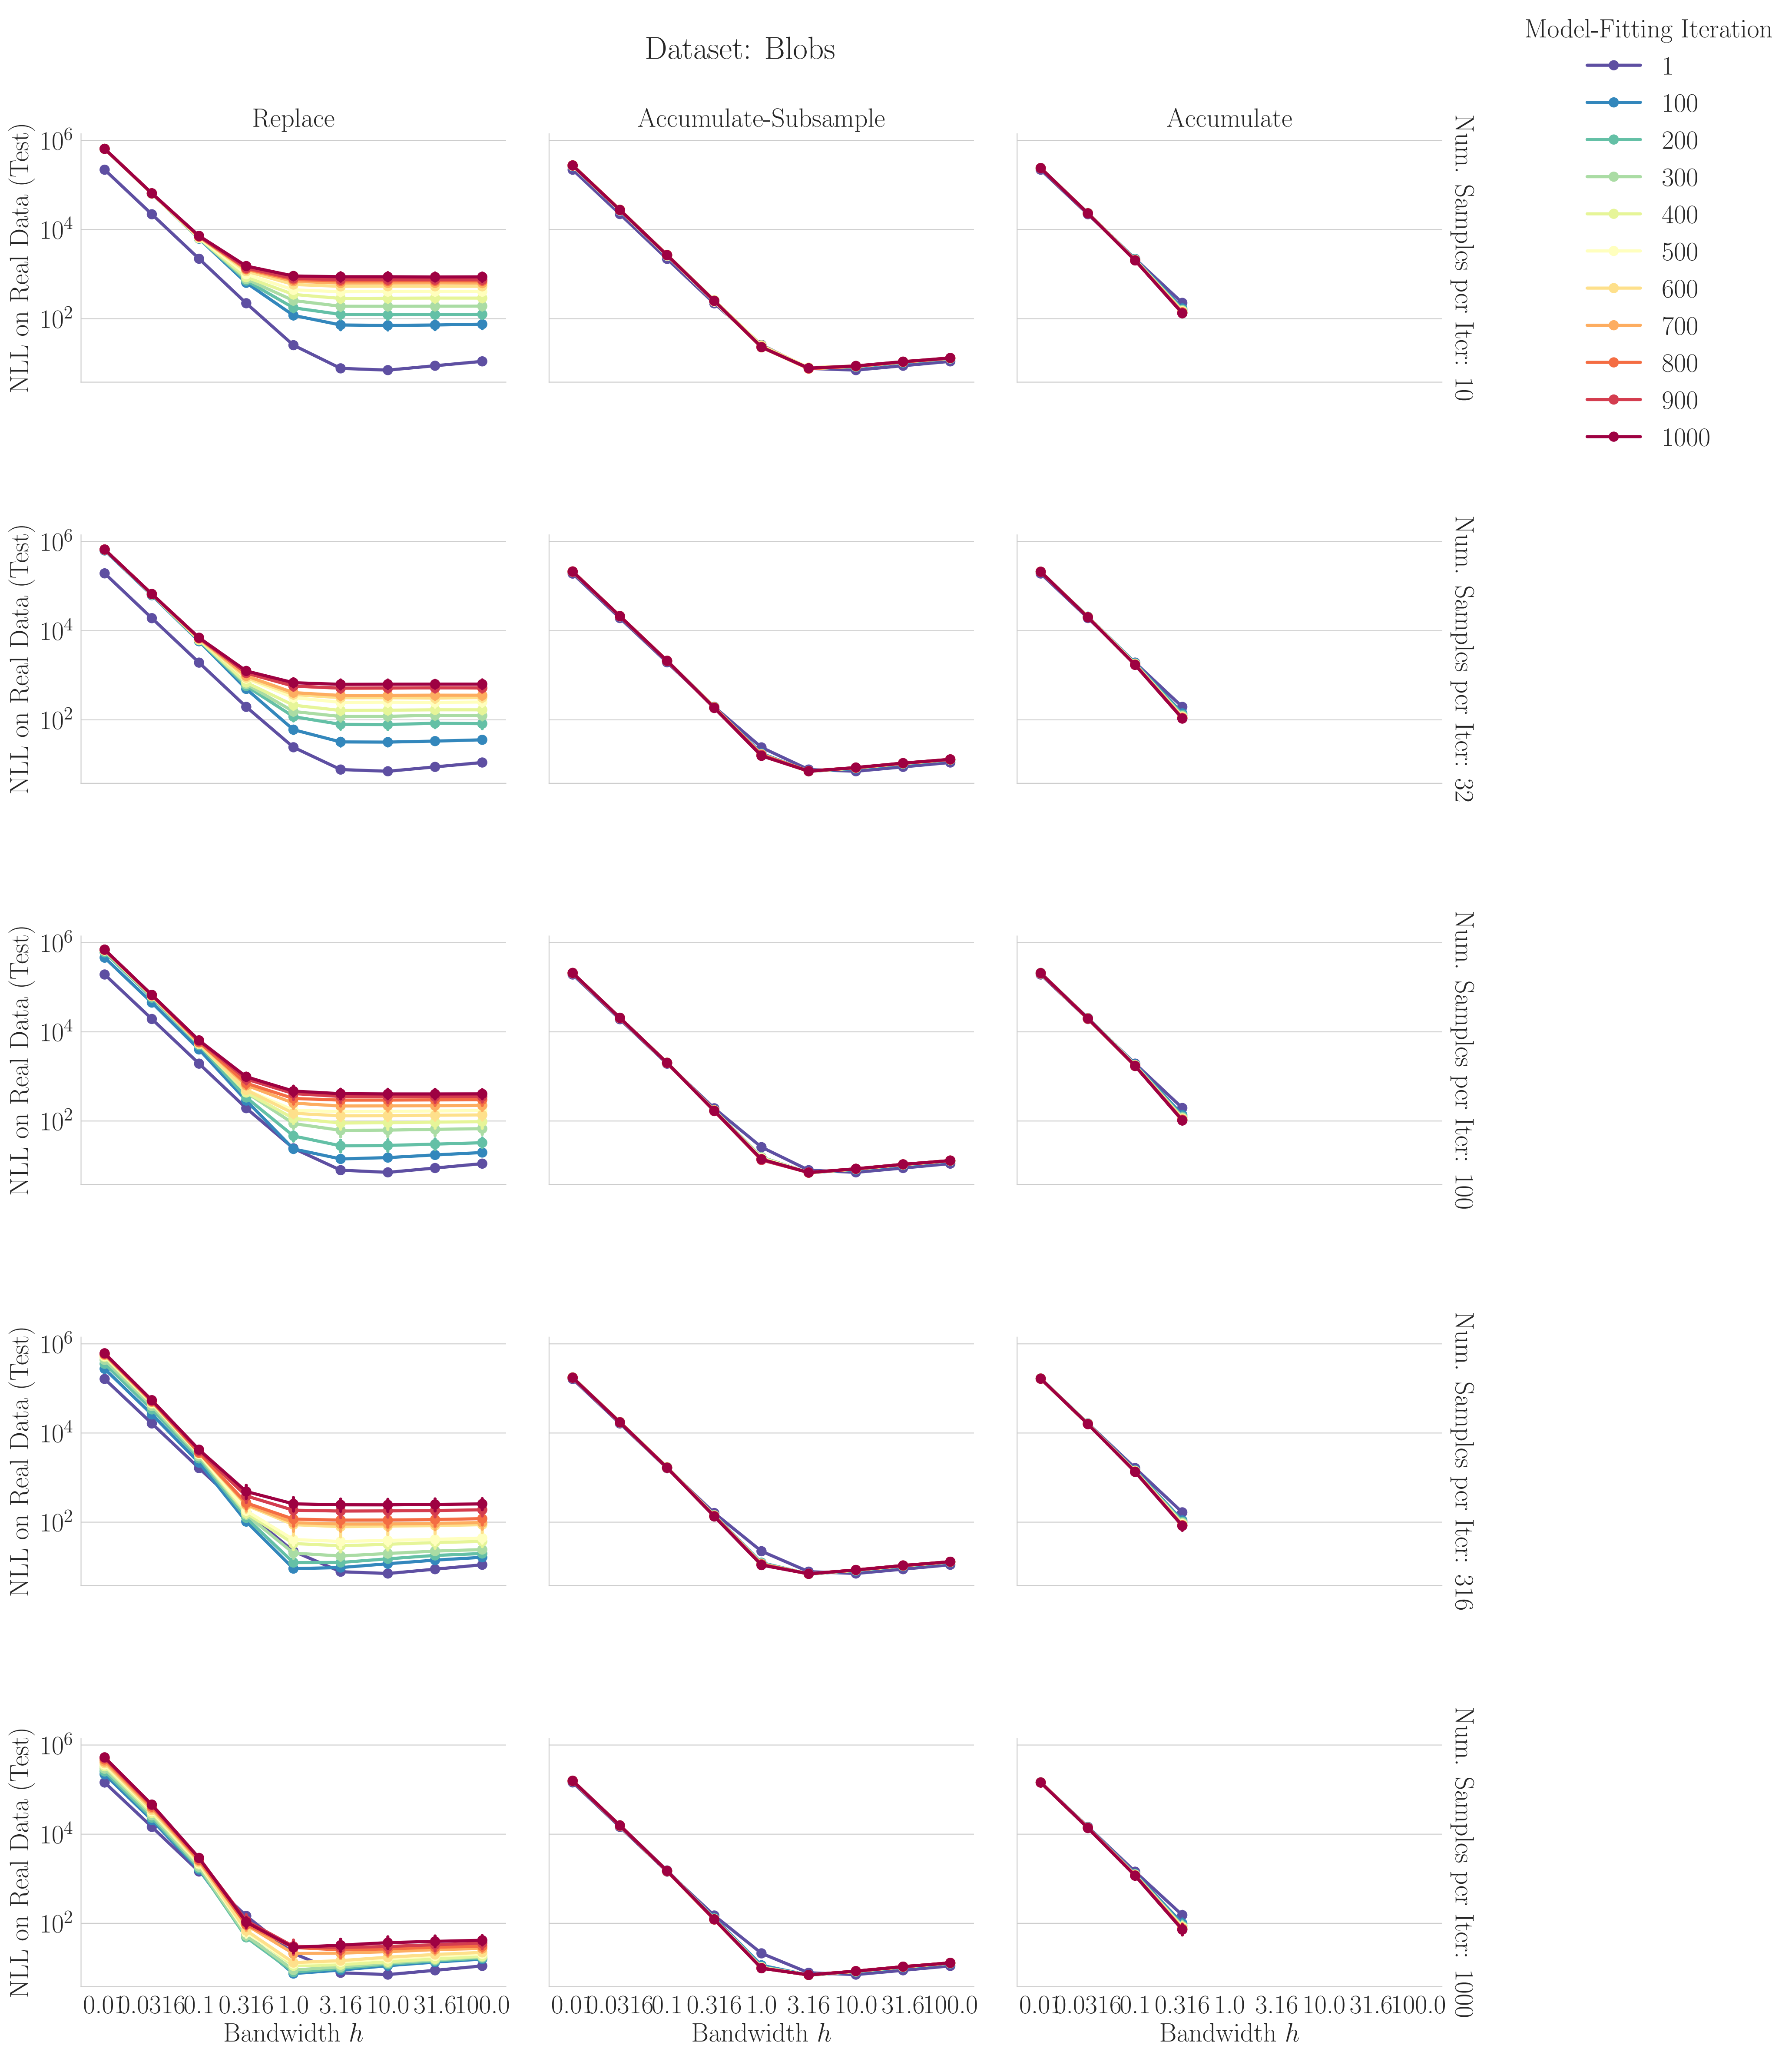 Dataset: Blobs
Model-Fitting Iteration
1
100
200
300
400
500
600
700
800
900
1000
Replace
Accumulate-Subsample
Accumulate
NLL on Real Data (Test)
10^6
10^4
10^2
Num. Samples per Iter: 10
NLL on Real Data (Test)
10^6
10^4
10^2
Num. Samples per Iter: 32
NLL on Real Data (Test)
10^6
10^4
10^2
Num. Samples per Iter: 100
NLL on Real Data (Test)
10^6
10^4
10^2
Num. Samples per Iter: 316
NLL on Real Data (Test)
10^6
10^4
10^2
Num. Samples per Iter: 1000
0.01 0.0316 0.1 0.316 1.0 3.16 10.0 31.6 100.0
0.01 0.0316 0.1 0.316 1.0 3.16 10.0 31.6 100.0
0.01 0.0316 0.1 0.316 1.0 3.16 10.0 31.6 100.0
Bandwidth h
Bandwidth h
Bandwidth h